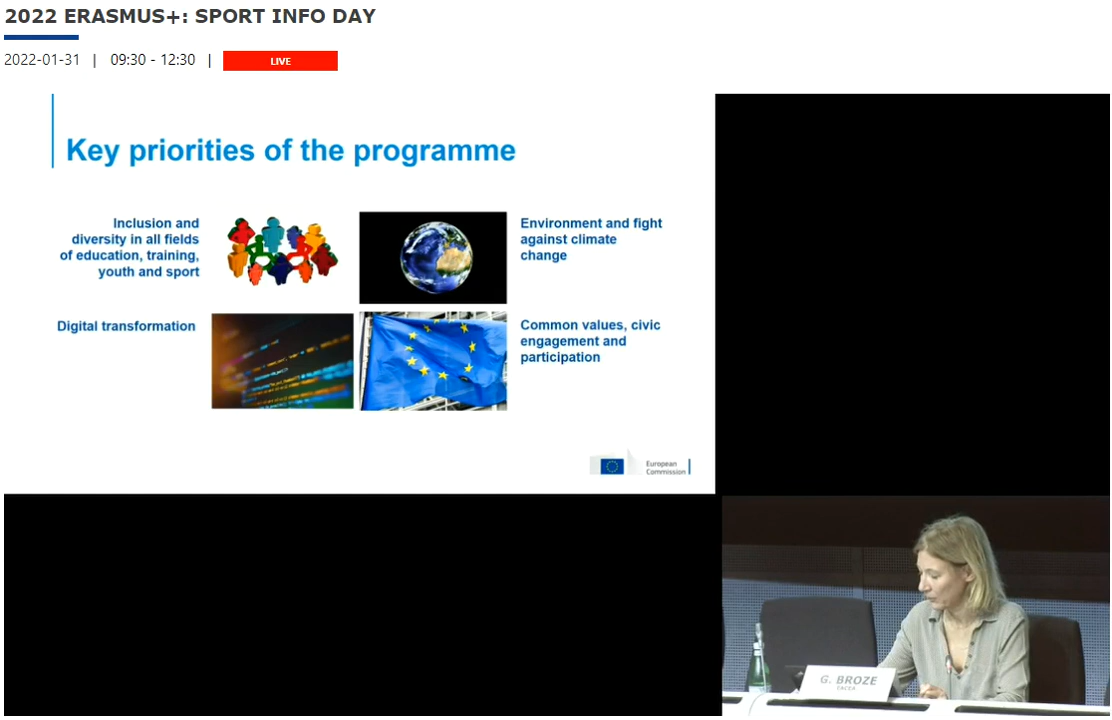 2022 ERASMUS+: SPORT INFO DAY
2022-01-31 | 09:30 - 12:30 | LIVE
Key priorities of the programme
Inclusion and
diversity in all fields
of education, training,
youth and sport
Environment and fight
against climate
change
Digital transformation
Common values, civic
engagement and
participation
European
Commission
G. BROZE
EACEA